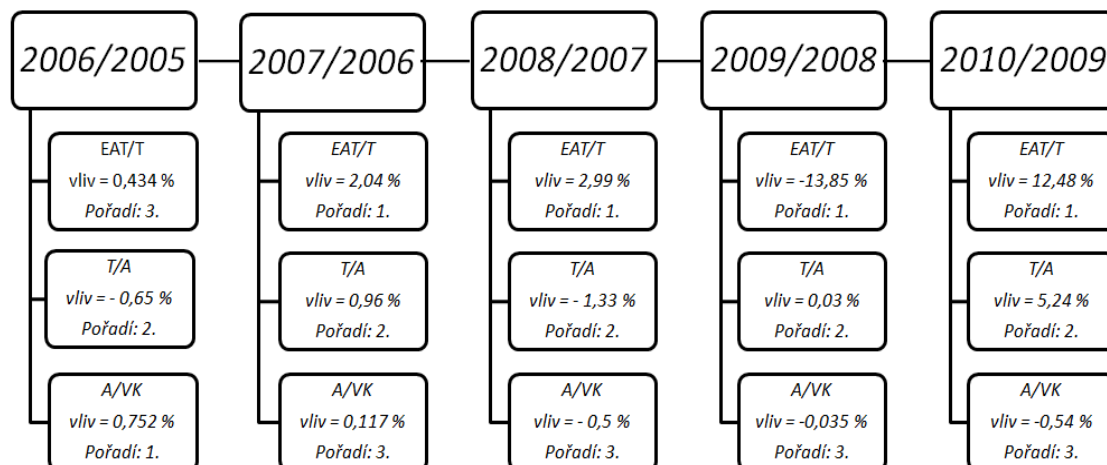 2006/2005
EAT/T
vliv = 0,434 %
Pořadí: 3.
T/A
vliv = - 0,65 %
Pořadí: 2.
A/VK
vliv = 0,752 %
Pořadí: 1.
2007/2006
EAT/T
vliv = 2,04 %
Pořadí: 1.
T/A
vliv = 0,96 %
Pořadí: 2.
A/VK
vliv = 0,117 %
Pořadí: 3.
2008/2007
EAT/T
vliv = 2,99 %
Pořadí: 1.
T/A
vliv = - 1,33 %
Pořadí: 2.
A/VK
vliv = - 0,5 %
Pořadí: 3.
2009/2008
EAT/T
vliv = -13,85 %
Pořadí: 1.
T/A
vliv = 0,03 %
Pořadí: 2.
A/VK
vliv = -0,035 %
Pořadí: 3.
2010/2009
EAT/T
vliv = 12,48 %
Pořadí: 1.
T/A
vliv = 5,24 %
Pořadí: 2.
A/VK
vliv = -0,54 %
Pořadí: 3.